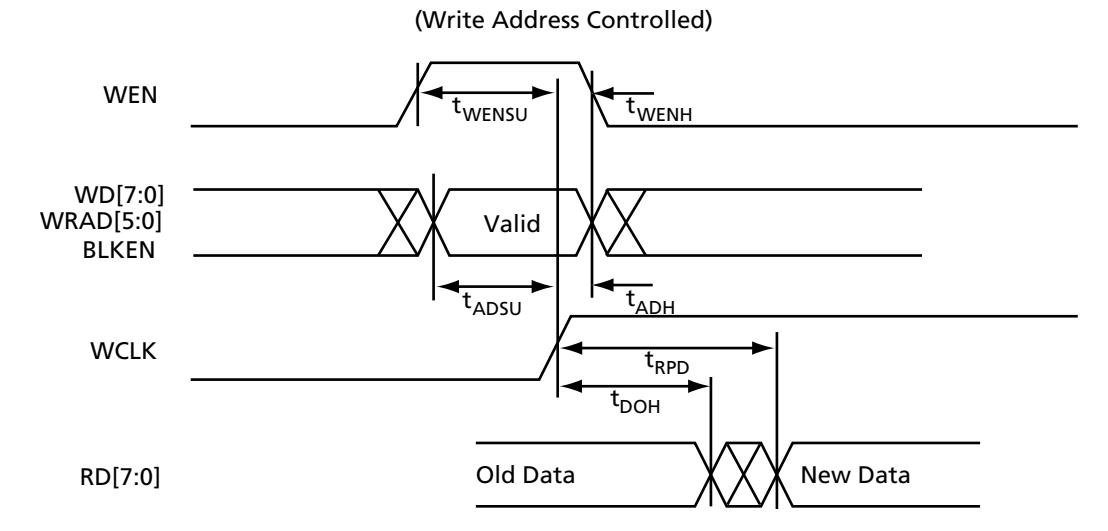 (Write Address Controlled)
WEN
tWENSU
tWENH
WD[7:0]
WRAD[5:0]
BLKEN
Valid
tADSU
tADH
WCLK
tRPD
tDOH
RD[7:0]
Old Data
New Data